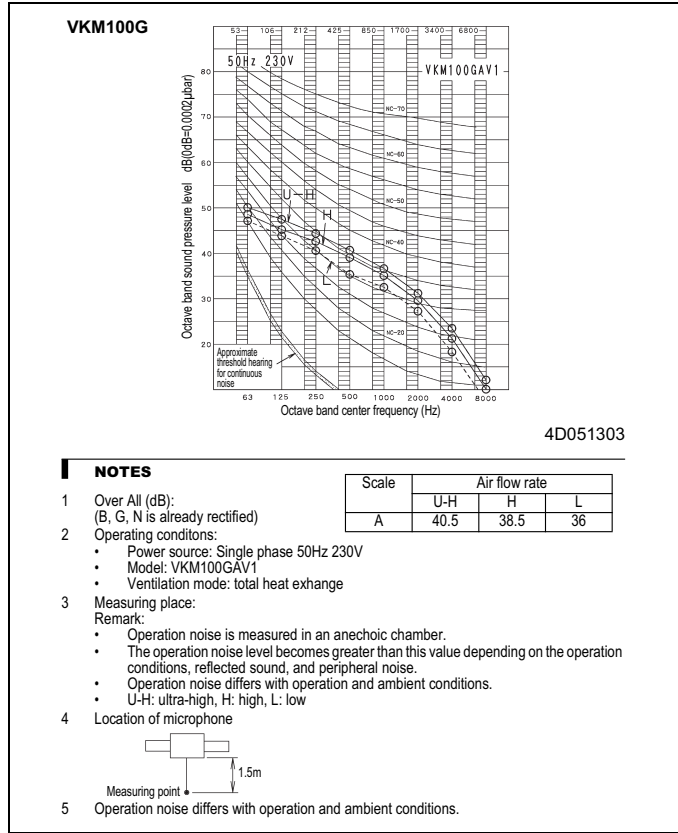 VKM100G
53 106 212 425 850 1700 3400 6800
50Hz 230V
VKM100GAV1
dB(0dB=0.0002μbar)
Octave band sound pressure level
80
70
60
50
40
30
20
NC-70
NC-60
NC-50
NC-40
NC-20
U-H
H
L
Approximate
threshold hearing
for continuous
noise
63 125 250 500 1000 2000 4000 8000
Octave band center frequency (Hz)
4D051303
NOTES
1 Over All (dB):
(B, G, N is already rectified)
Scale Air flow rate
U-H H L
A 40.5 38.5 36
2 Operating conditons:
• Power source: Single phase 50Hz 230V
• Model: VKM100GAV1
• Ventilation mode: total heat exhange
3 Measuring place:
Remark:
• Operation noise is measured in an anechoic chamber.
• The operation noise level becomes greater than this value depending on the operation
conditions, reflected sound, and peripheral noise.
• Operation noise differs with operation and ambient conditions.
• U-H: ultra-high, H: high, L: low
4 Location of microphone
1.5m
Measuring point
5 Operation noise differs with operation and ambient conditions.